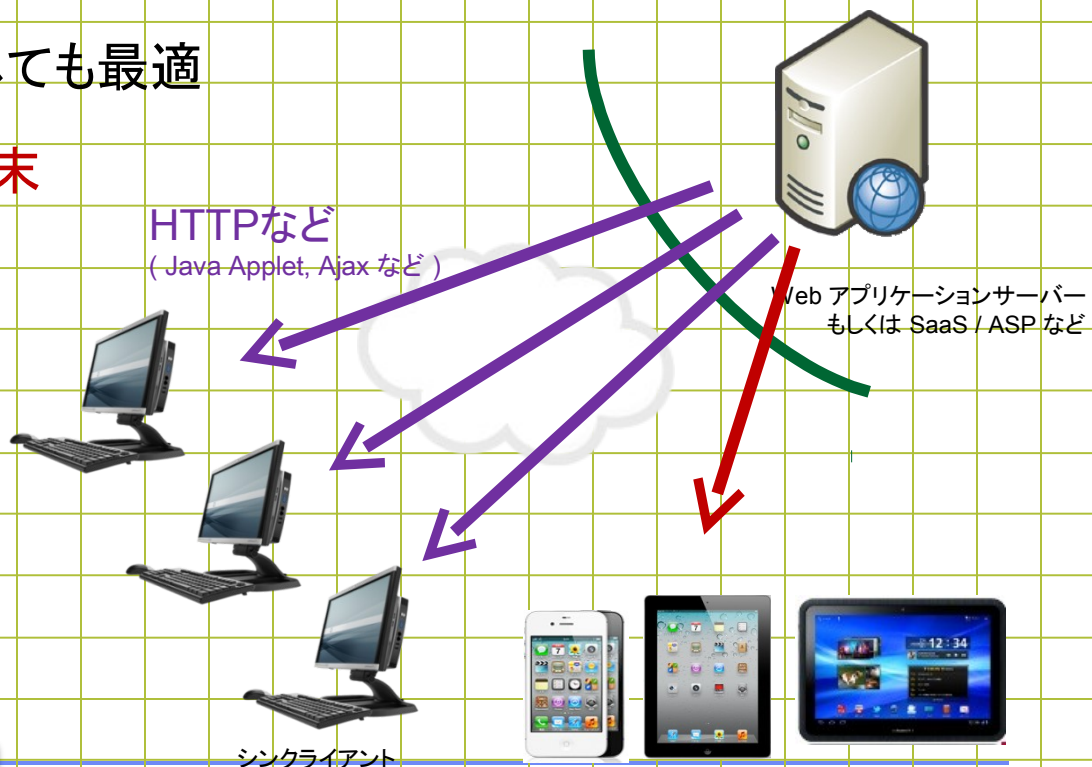 ても最適
末
HTTPなど
( Java Applet, Ajax など )
Web アプリケーションサーバー
もしくは SaaS / ASP など
12:34
シンクライアント